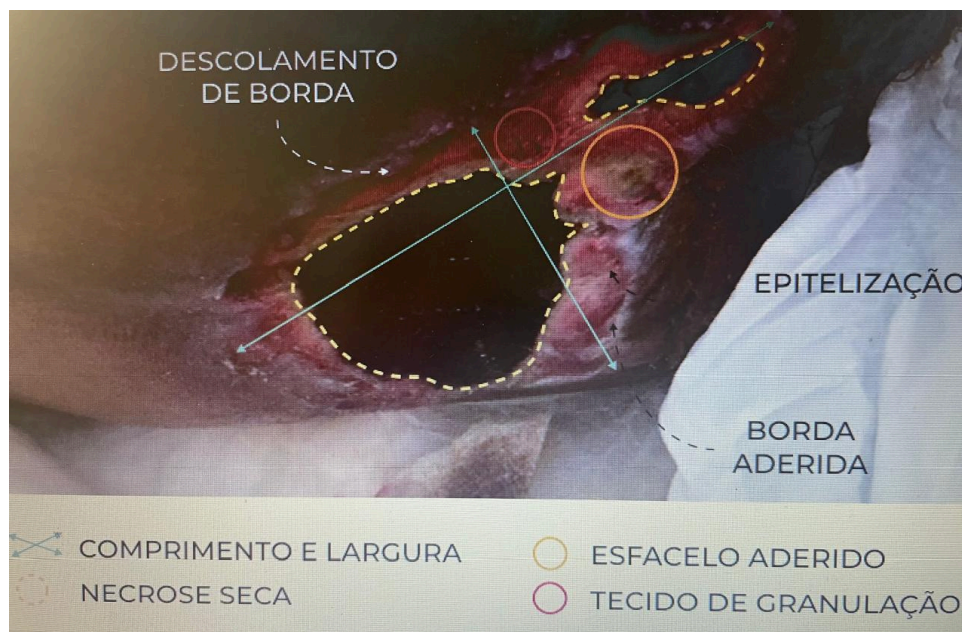 DESCOLAMENTO
DE BORDA
EPITELIZAÇÃO
BORDA
ADERIDA
COMPRIMENTO E LARGURA
NECROSE SECA
ESFACELO ADERIDO
TECIDO DE GRANULAÇÃO